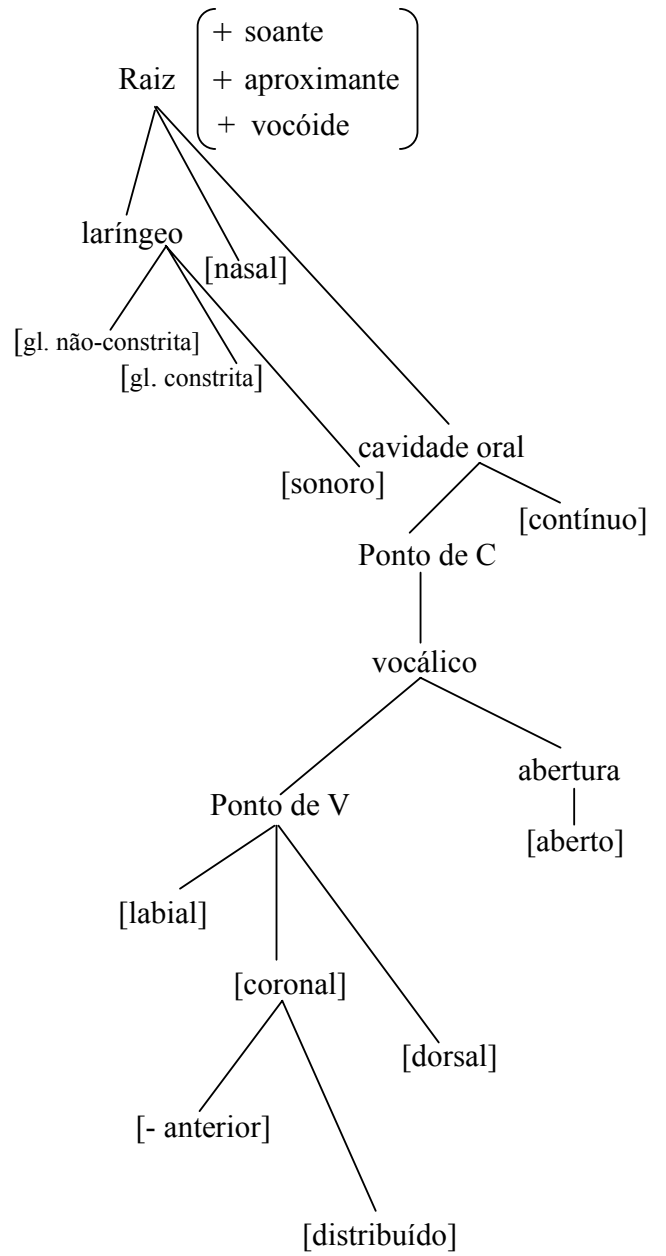 + soante
Raiz
+ aproximante
+ vocóide
laríngeo
[nasal]
[gl. não-constrita]
[gl. constrita]
cavidade oral
[sonoro]
[contínuo]
Ponto de C
vocálico
abertura
Ponto de V
[aberto]
[labial]
[coronal]
[dorsal]
[- anterior]
[distribuído]